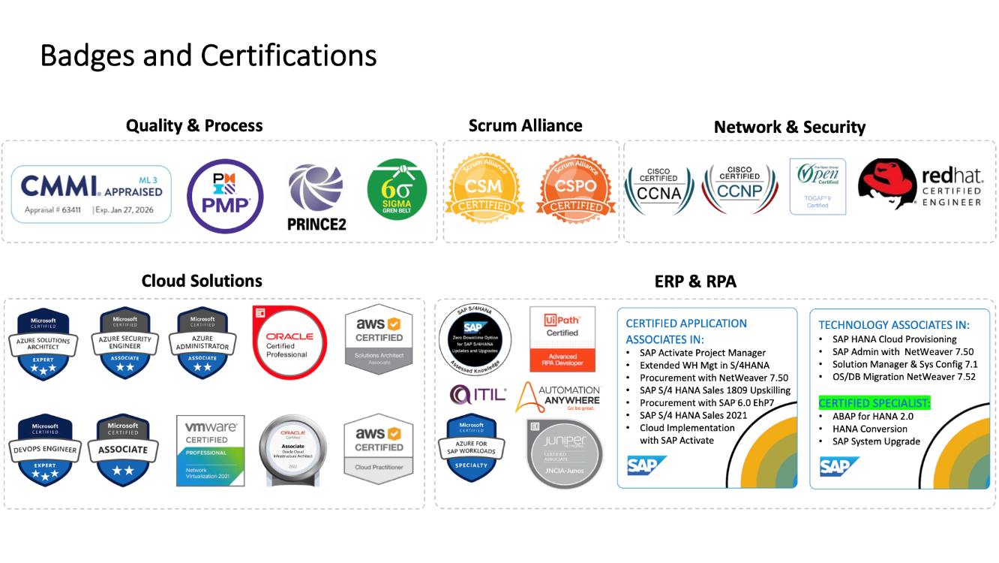 Badges and Certifications
Quality & Process
CMMI® APPRAISED
ML 3
Appraisal # 63411 | Exp. Jan 27, 2026
PM
PMP®
PRINCE2
6σ
SIGMA
GREN BELT
Scrum Alliance
Scrum Alliance
CSM
CERTIFIED
Scrum Alliance
CSPO
CERTIFIED
Network & Security
CISCO
CERTIFIED
CCNA
CISCO
CERTIFIED
CCNP
The Open Group
Open
Certified
TOGAF® 9
Certified
redhat.
CERTIFIED
ENGINEER
Cloud Solutions
Microsoft
CERTIFIED
AZURE SOLUTIONS
ARCHITECT
EXPERT
Microsoft
CERTIFIED
AZURE SECURITY
ENGINEER
ASSOCIATE
Microsoft
CERTIFIED
AZURE
ADMINISTRATOR
ASSOCIATE
ORACLE
Certified
Professional
aws
CERTIFIED
Solutions Architect
Associate
Microsoft
CERTIFIED
DEVOPS ENGINEER
EXPERT
Microsoft
CERTIFIED
ASSOCIATE
vmware®
CERTIFIED
PROFESSIONAL
Network
Virtualization 2021
ORACLE
Certified
Associate
Oracle Cloud
Infrastructure Architect
2022
aws
CERTIFIED
Cloud Practitioner
ERP & RPA
SAP S/4HANA
SAP
Zero Downtime Option
for SAP S/4HANA
Updates and Upgrades
Assessed Knowledge
UiPath™
Certified
Advanced
RPA Developer
ITIL®
AUTOMATION
ANYWHERE
Go be great.
Microsoft
CERTIFIED
AZURE FOR
SAP WORKLOADS
SPECIALTY
JUNIPER
NETWORKS
CERTIFIED
ASSOCIATE
JNCIA-Junos
CERTIFIED APPLICATION
ASSOCIATES IN:
• SAP Activate Project Manager
• Extended WH Mgt in S/4HANA
• Procurement with NetWeaver 7.50
• SAP S/4 HANA Sales 1809 Upskilling
• Procurement with SAP 6.0 EhP7
• SAP S/4 HANA Sales 2021
• Cloud Implementation
with SAP Activate
SAP
TECHNOLOGY ASSOCIATES IN:
• SAP HANA Cloud Provisioning
• SAP Admin with NetWeaver 7.50
• Solution Manager & Sys Config 7.1
• OS/DB Migration NetWeaver 7.52
CERTIFIED SPECIALIST:
• ABAP for HANA 2.0
• HANA Conversion
• SAP System Upgrade
SAP